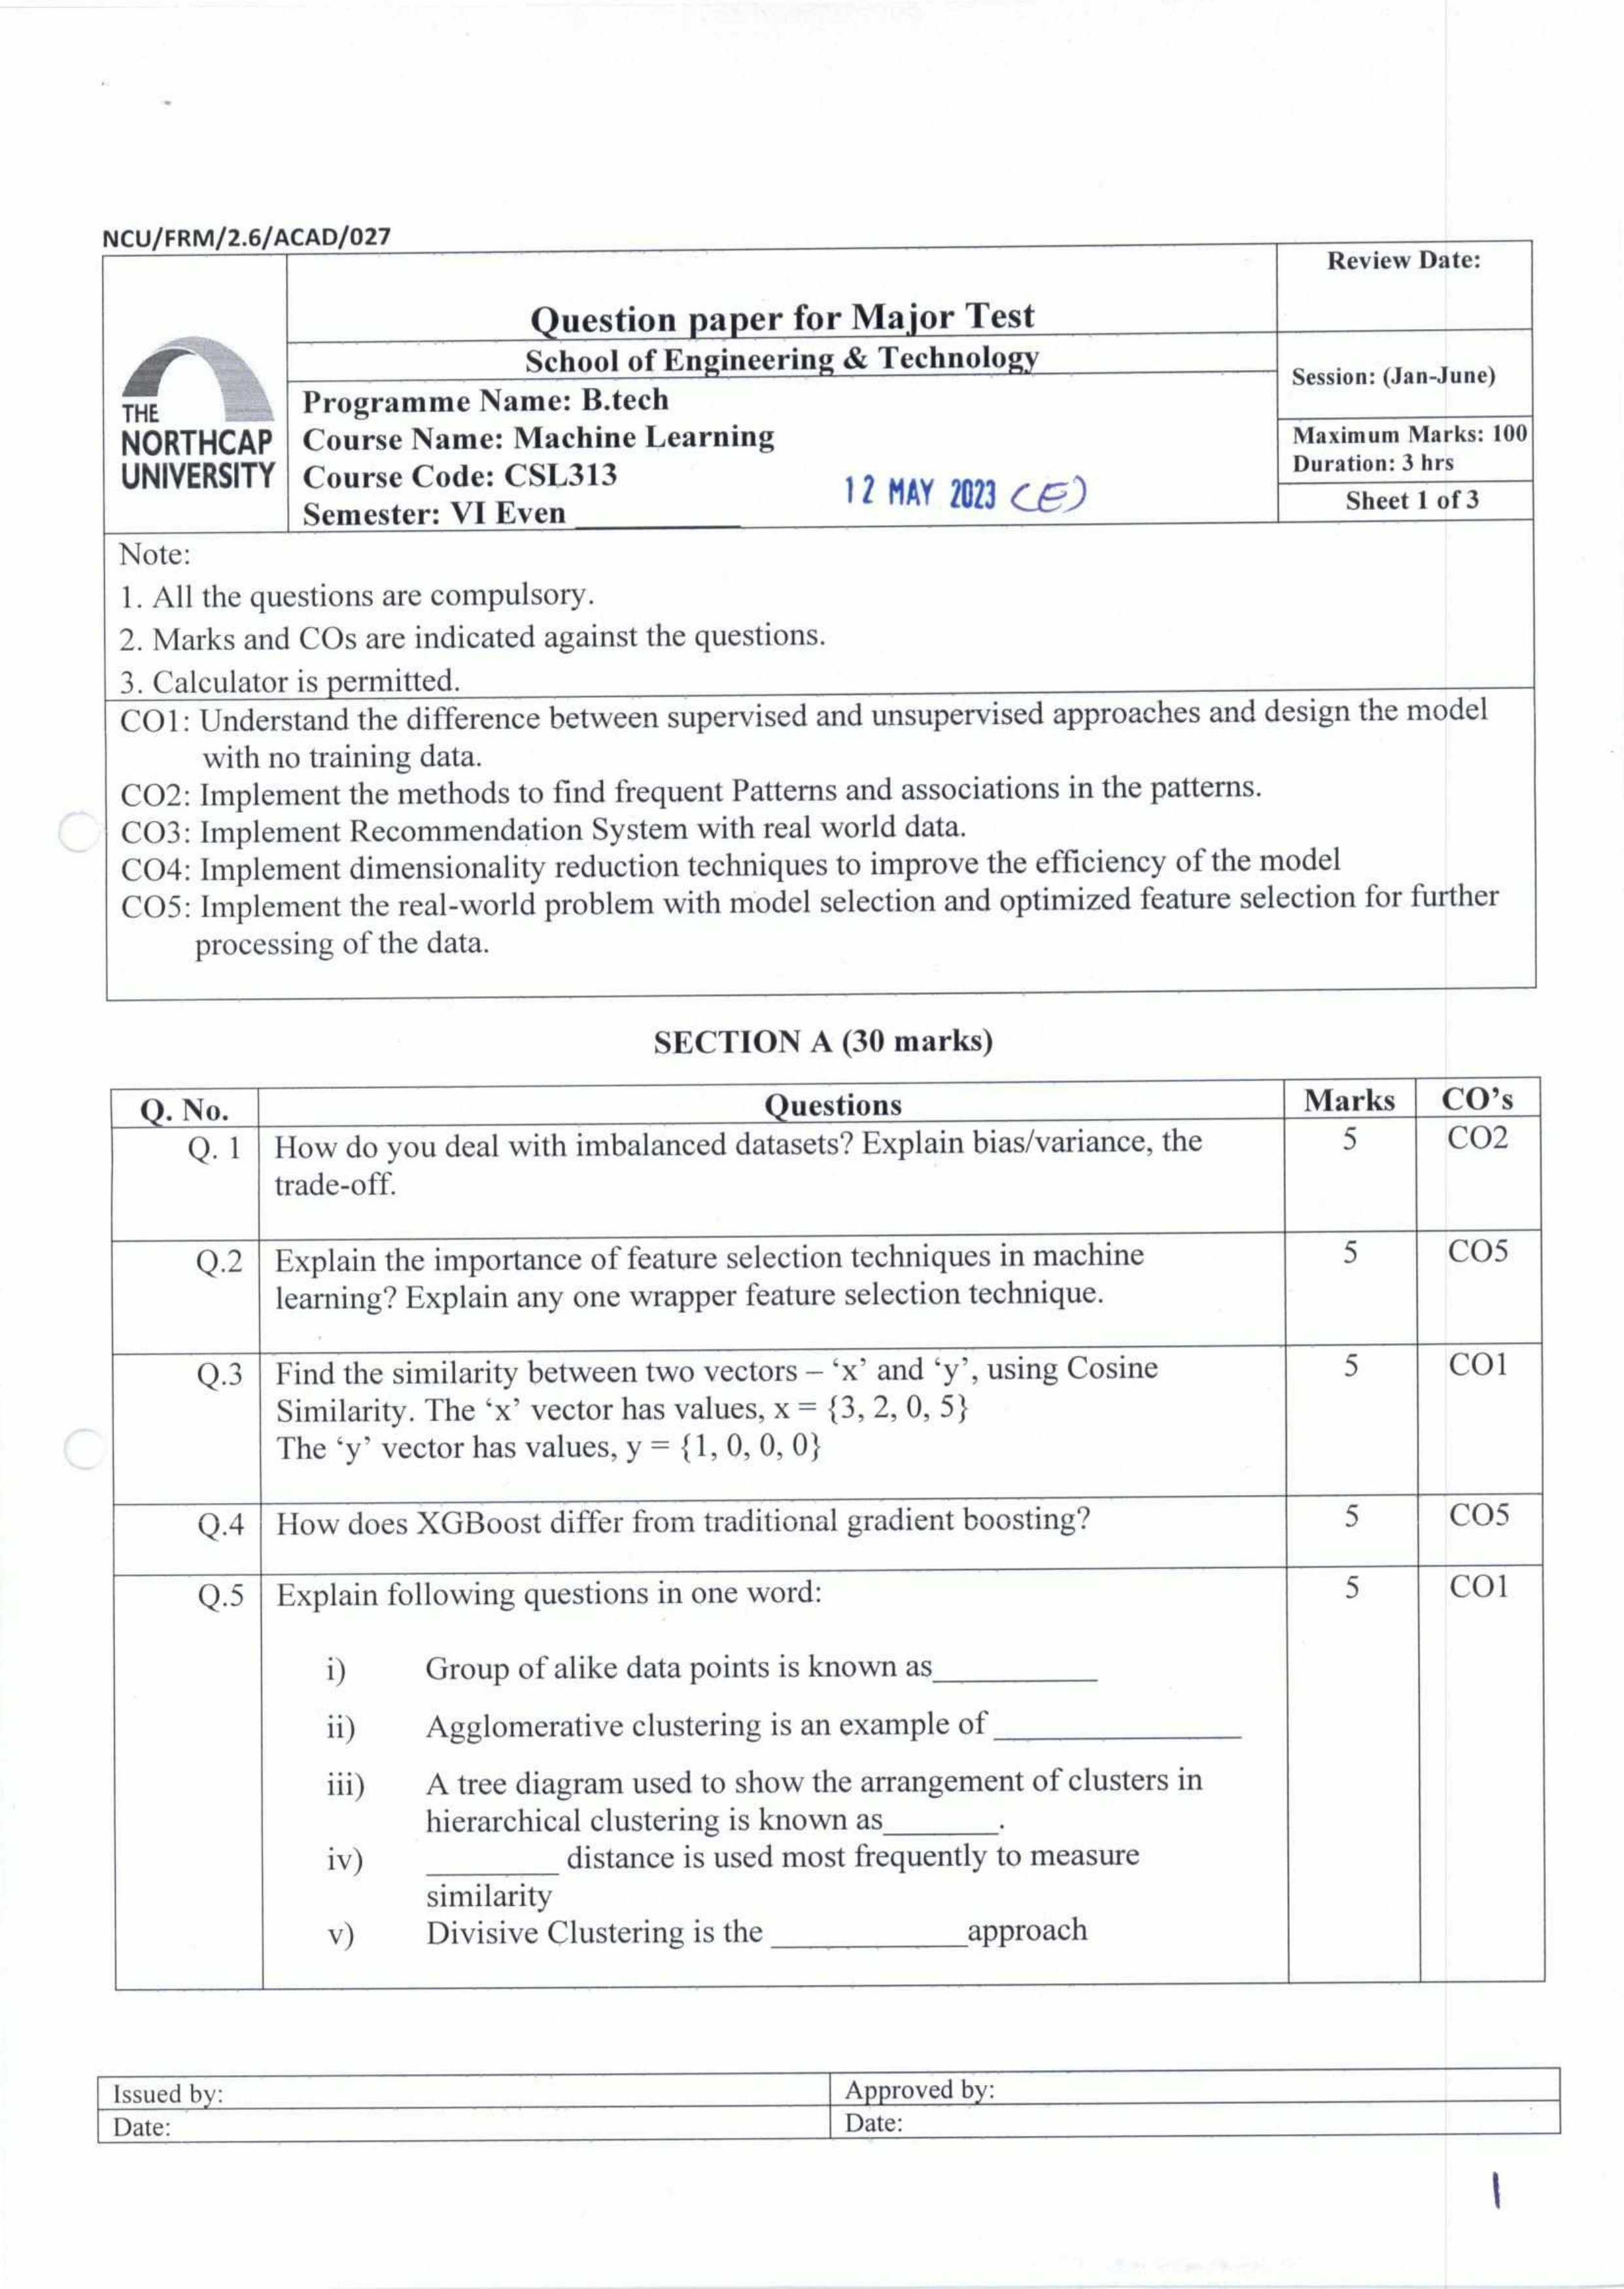 NCU/FRM/2.6/ACAD/027
Review Date:
Question paper for Major Test
School of Engineering & Technology
Session: (Jan-June)
THE
NORTHCAP
UNIVERSITY
Programme Name: B.tech
Course Name: Machine Learning
Maximum Marks: 100
Duration: 3 hrs
Course Code: CSL313
12 MAY 2023 (E)
Sheet 1 of 3
Semester: VI Even
Note:
1. All the questions are compulsory.
2. Marks and COs are indicated against the questions.
3. Calculator is permitted.
CO1: Understand the difference between supervised and unsupervised approaches and design the model
with no training data.
CO2: Implement the methods to find frequent Patterns and associations in the patterns.
CO3: Implement Recommendation System with real world data.
CO4: Implement dimensionality reduction techniques to improve the efficiency of the model
CO5: Implement the real-world problem with model selection and optimized feature selection for further
processing of the data.
SECTION A (30 marks)
Q. No. Questions Marks CO's
Q. 1 How do you deal with imbalanced datasets? Explain bias/variance, the 5 CO2
trade-off.
Q.2 Explain the importance of feature selection techniques in machine 5 CO5
learning? Explain any one wrapper feature selection technique.
Q.3 Find the similarity between two vectors – ‘x’ and ‘y’, using Cosine 5 CO1
Similarity. The ‘x’ vector has values, x = {3, 2, 0, 5}
The ‘y’ vector has values, y = {1, 0, 0, 0}
Q.4 How does XGBoost differ from traditional gradient boosting? 5 CO5
Q.5 Explain following questions in one word: 5 CO1
i) Group of alike data points is known as____________
ii) Agglomerative clustering is an example of __________________
iii) A tree diagram used to show the arrangement of clusters in
hierarchical clustering is known as________.
iv) __________ distance is used most frequently to measure
similarity
v) Divisive Clustering is the ______________approach
Issued by: Approved by:
Date: Date:
1